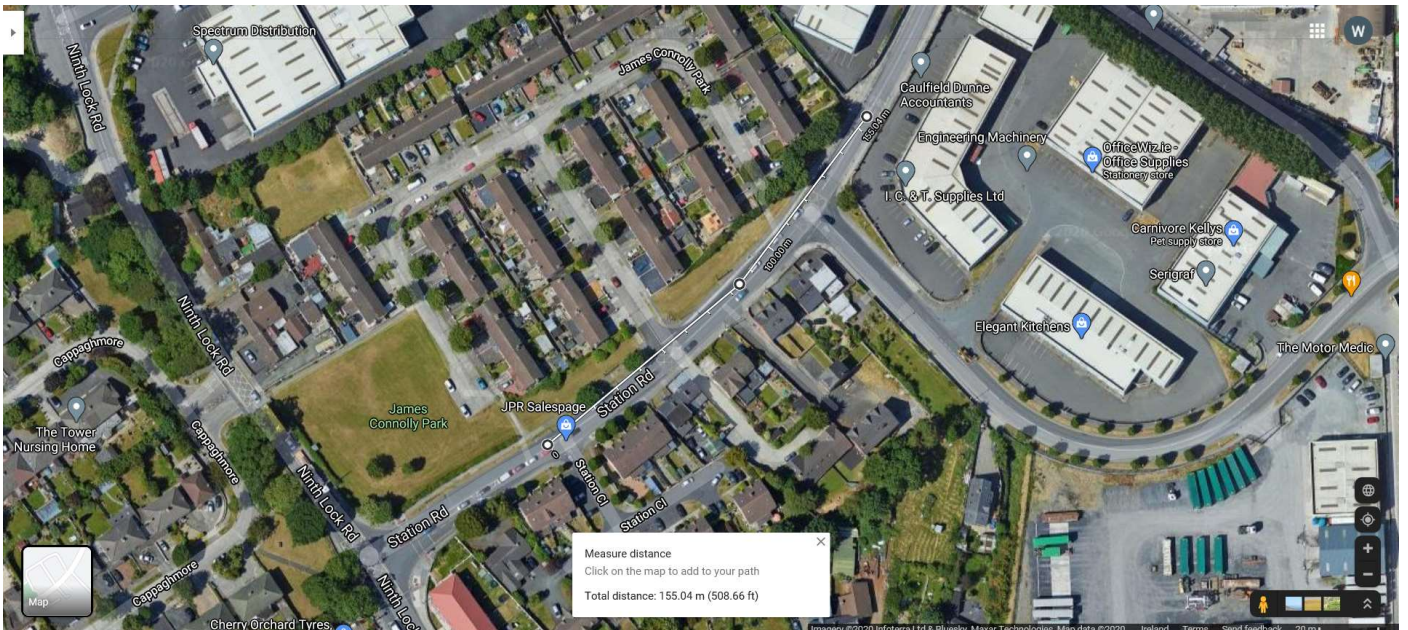 Spectrum Distribution
Ninth Lock Rd
James Connolly Park
155.04 m
Caulfield Dunne
Accountants
W
Engineering Machinery
OfficeWiz.ie -
Office Supplies
Stationery store
I. C. & T. Supplies Ltd
Carnivore Kellys
Pet supply store
Serigraf
100.00 m
Elegant Kitchens
The Motor Medic
Ninth Lock Rd
Cappaghmore
The Tower
Nursing Home
James
Connolly Park
JPR Salespage
Station Rd
0
Cappaghmore
Ninth Lock Rd
Station Rd
Station Cl
Station Cl
Cappaghmore
Ninth Loc
Cherry Orchard Tyres,
Map
Measure distance
Click on the map to add to your path
Total distance: 155.04 m (508.66 ft)
Imagery ©2020 Infoterra Ltd & Bluesky, Maxar Technologies, Map data ©2020 Ireland Terms Send feedback 20 m